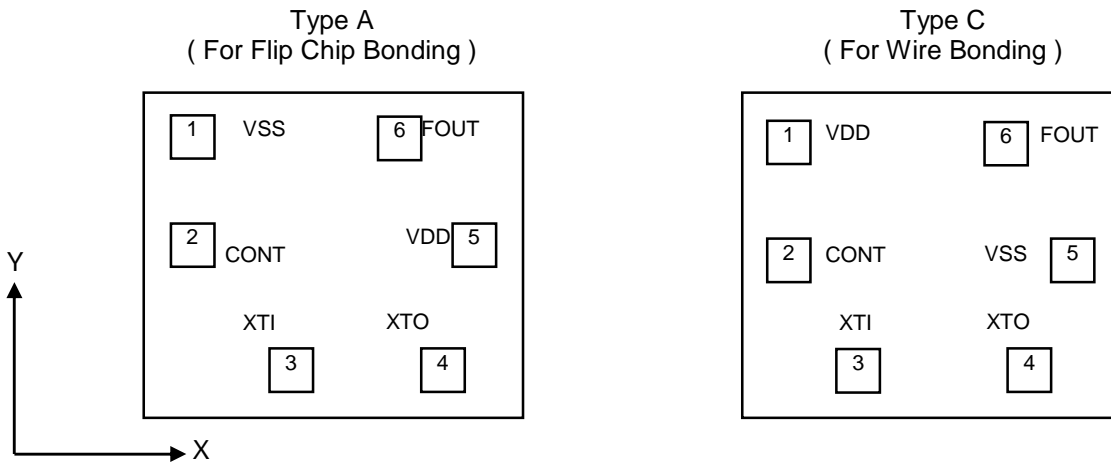 Type A
( For Flip Chip Bonding )
1 VSS 6 FOUT
2 CONT VDD 5
XTI XTO
3 4
Y
X
Type C
( For Wire Bonding )
1 VDD 6 FOUT
2 CONT VSS 5
XTI XTO
3 4